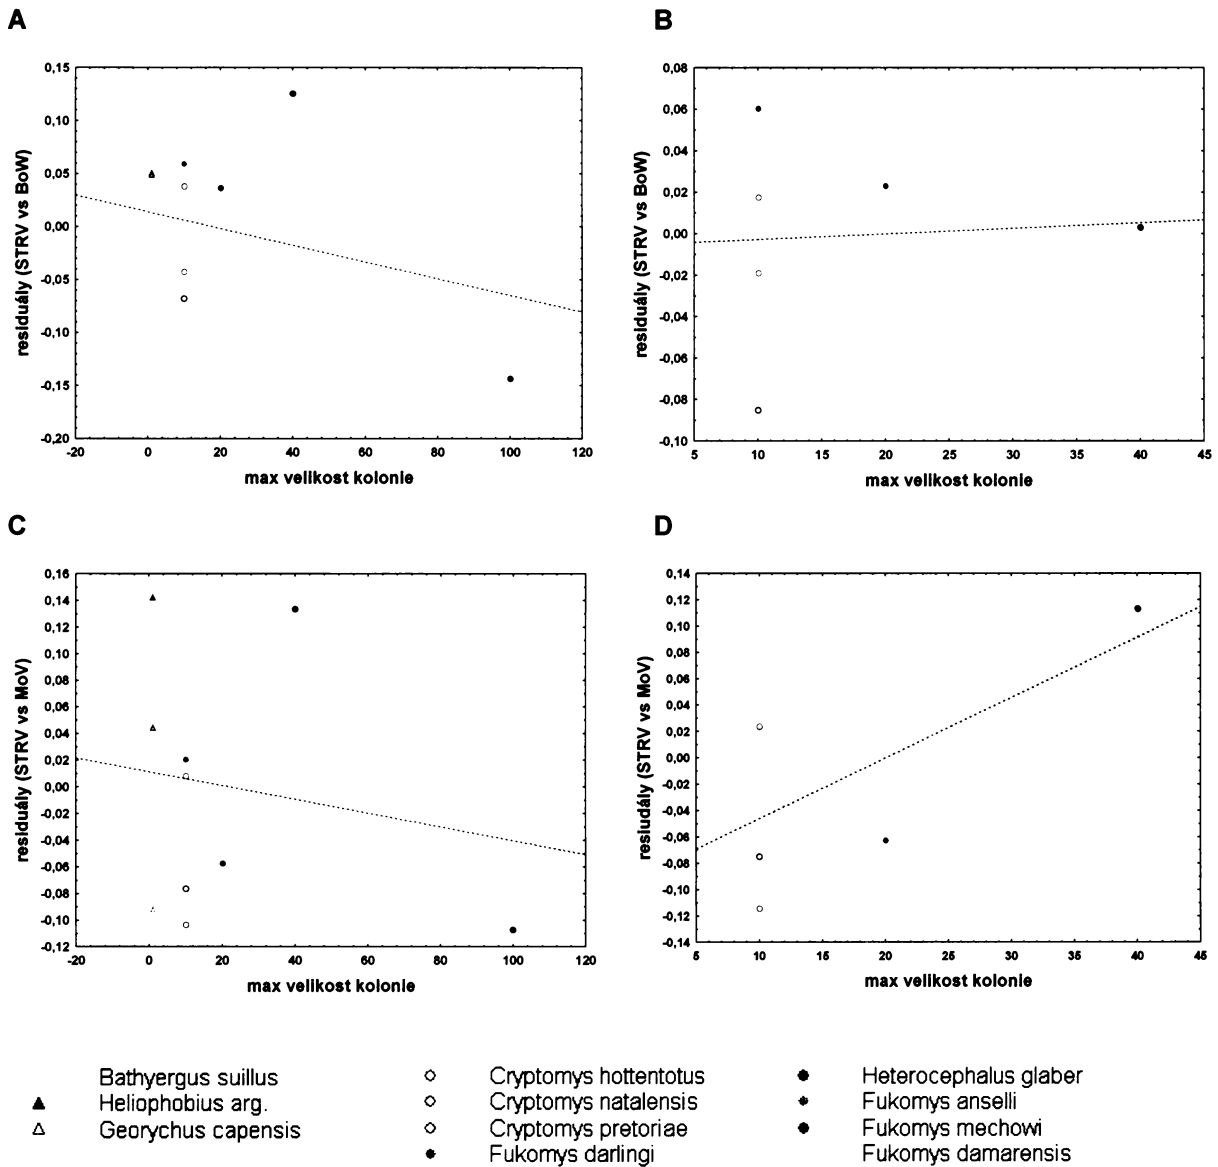 A
0,15
0,10
0,05
0,00
-0,05
-0,10
-0,15
-0,20
residuály (STRV vs BoW)
-20 0 20 40 60 80 100 120
max velikost kolonie
B
0,08
0,06
0,04
0,02
0,00
-0,02
-0,04
-0,06
-0,08
-0,10
residuály (STRV vs BoW)
5 10 15 20 25 30 35 40 45
max velikost kolonie
C
0,16
0,14
0,12
0,10
0,08
0,06
0,04
0,02
0,00
-0,02
-0,04
-0,06
-0,08
-0,10
-0,12
residuály (STRV vs MoV)
-20 0 20 40 60 80 100 120
max velikost kolonie
D
0,14
0,12
0,10
0,08
0,06
0,04
0,02
0,00
-0,02
-0,04
-0,06
-0,08
-0,10
-0,12
-0,14
resiudály (STRV vs MoV)
5 10 15 20 25 30 35 40 45
max velikost kolonie
Bathyergus suillus
Heliophobius arg.
Georychus capensis
Cryptomys hottentotus
Cryptomys natalensis
Cryptomys pretoriae
Fukomys darlingi
Heterocephalus glaber
Fukomys anselli
Fukomys mechowi
Fukomys damarensis